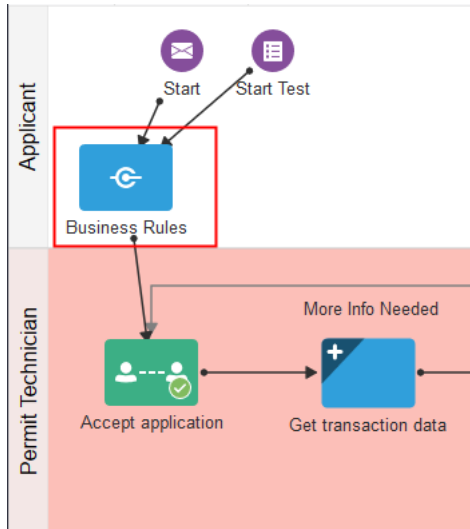 Applicant
Start
Start Test
Business Rules
Permit Technician
More Info Needed
Accept application
Get transaction data